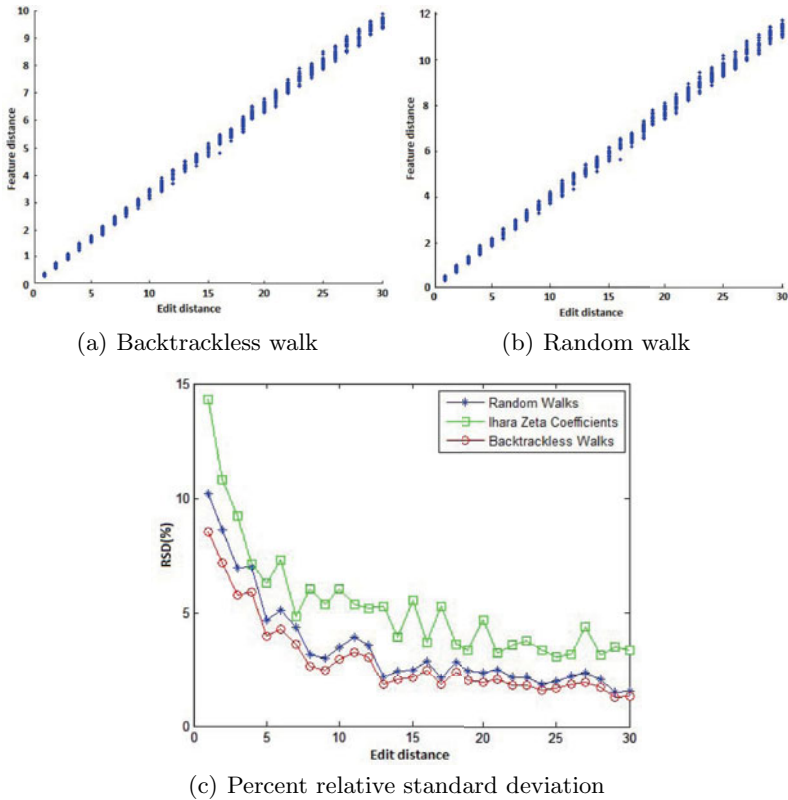 10
9
8
7
6
5
4
3
2
1
0
Feature distance
0 5 10 15 20 25 30
Edit distance
(a) Backtrackless walk
12
10
8
6
4
2
0
Feature distance
0 5 10 15 20 25 30
Edit distance
(b) Random walk
15
10
5
0
RSD(%)
Random Walks
Ihara Zeta Coefficients
Backtrackless Walks
0 5 10 15 20 25 30
Edit distance
(c) Percent relative standard deviation